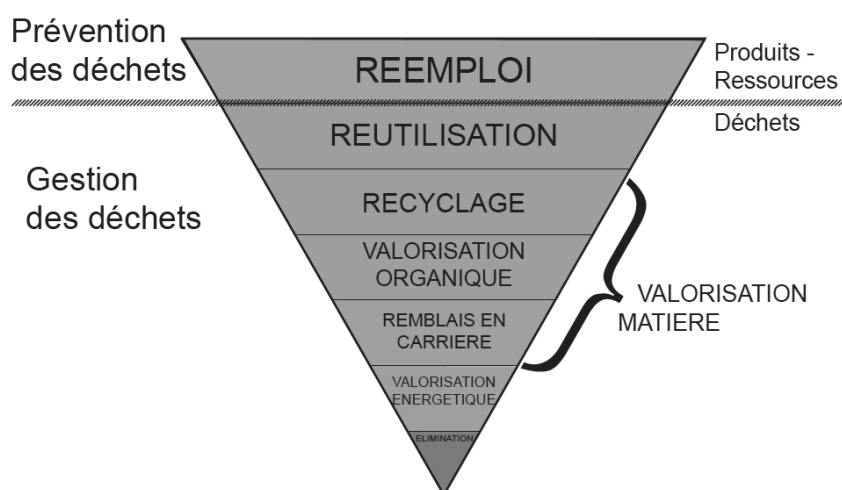 Prévention
des déchets
REEMPLOI
Produits -
Ressources
REUTILISATION
Déchets
Gestion
des déchets
RECYCLAGE
VALORISATION
ORGANIQUE
VALORISATION
MATIERE
REMBLAIS EN
CARRIERE
VALORISATION
ENERGETIQUE
ELIMINATION